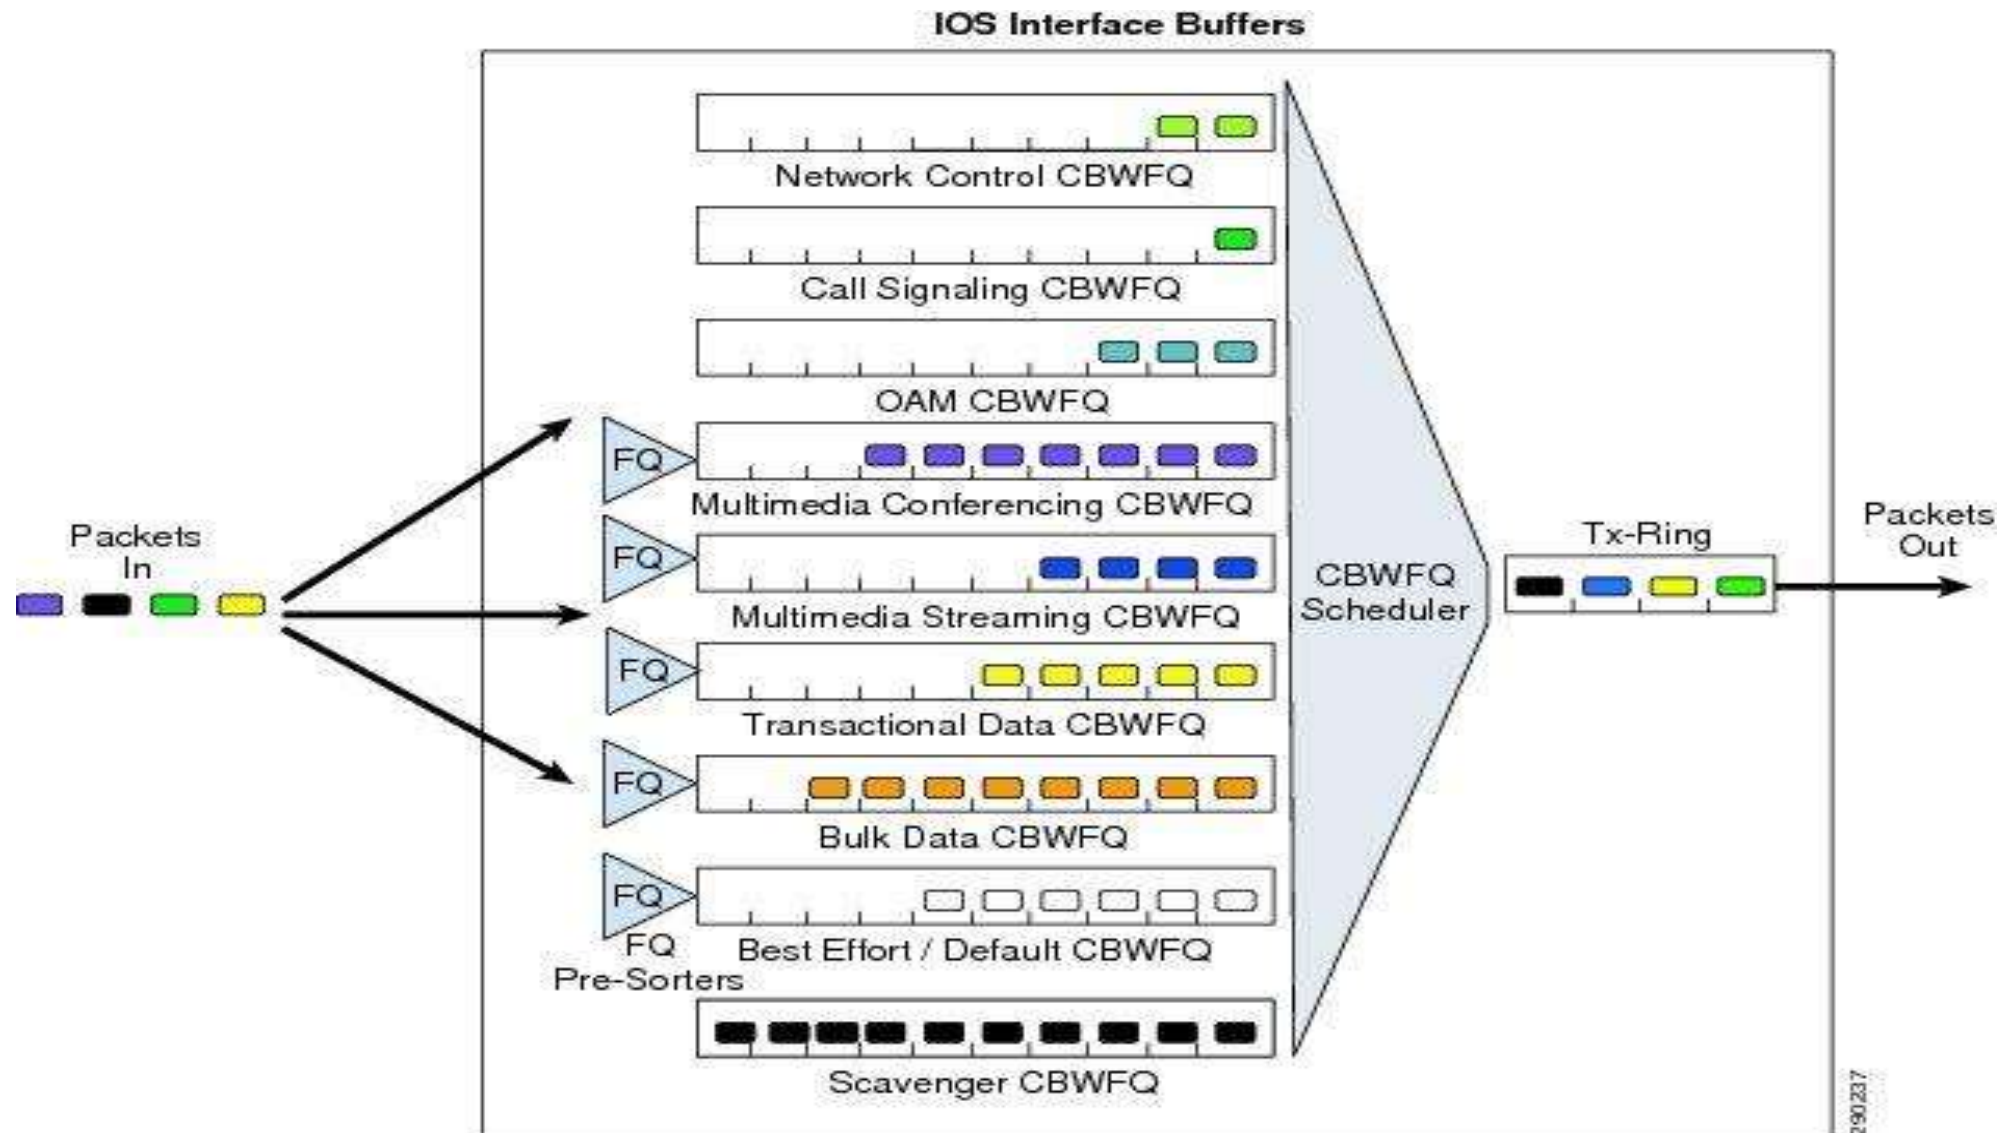 IOS Interface Buffers
Network Control CBWFQ
Call Signaling CBWFQ
OAM CBWFQ
FQ
Multimedia Conferencing CBWFQ
Packets
In
FQ
Multimedia Streaming CBWFQ
CBWFQ
Scheduler
Tx-Ring
Packets
Out
FQ
Transactional Data CBWFQ
FQ
Bulk Data CBWFQ
FQ
FQ
Pre-Sorters
Best Effort / Default CBWFQ
Scavenger CBWFQ
290237